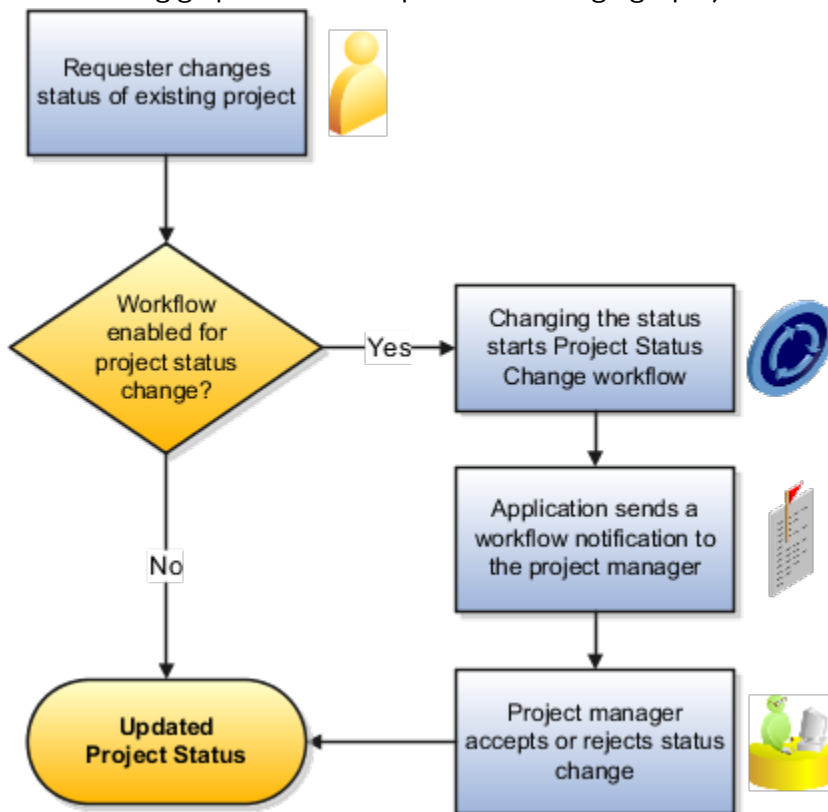 Requester changes
status of existing project
Workflow
enabled for
project status
change?
Yes
Changing the status
starts Project Status
Change workflow
Application sends a
workflow notification to
the project manager
No
Project manager
accepts or rejects status
change
Updated
Project Status